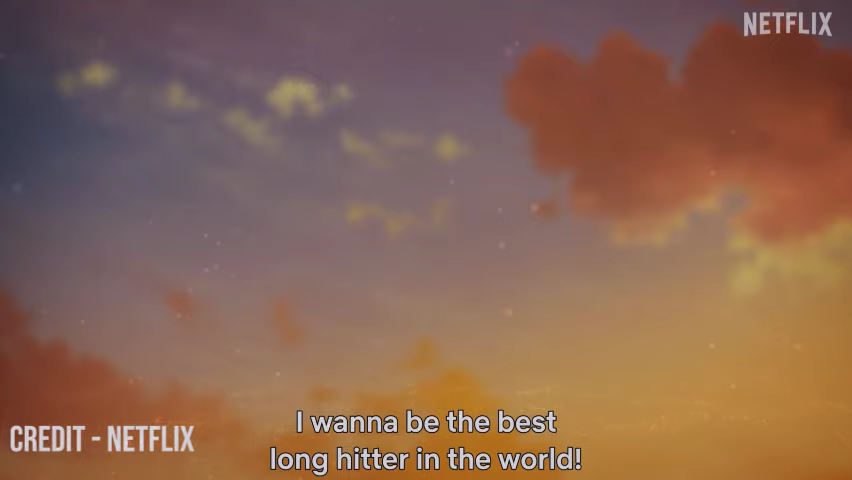 NETFLIX
I wanna be the best
long hitter in the world!
CREDIT - NETFLIX